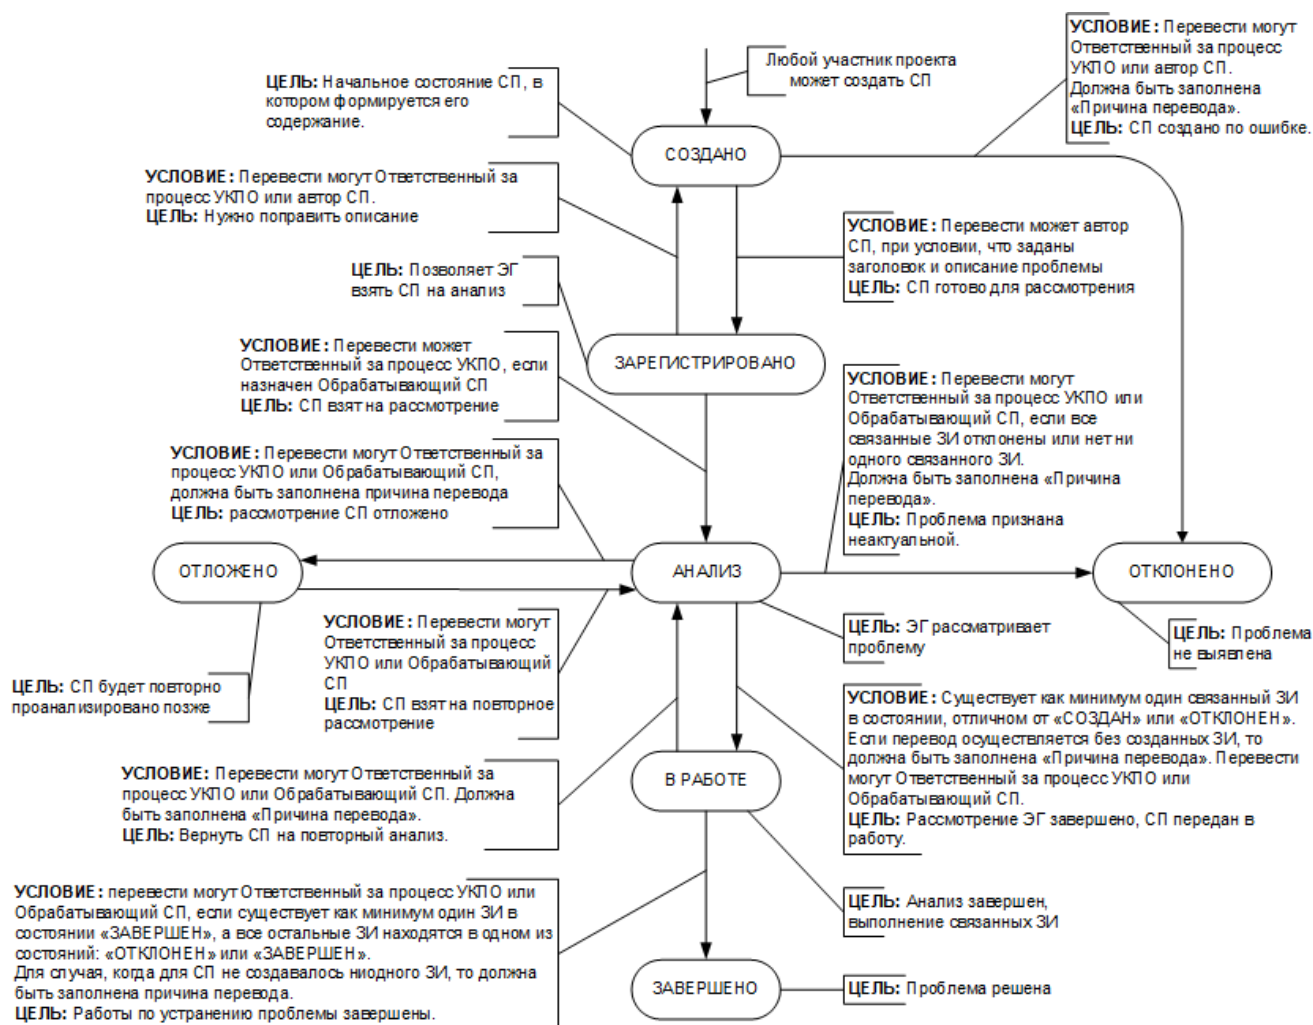 УСЛОВИЕ: Перевести могут
Ответственный за процесс
УКПО или автор СП.
Должна быть заполнена
«Причина перевода».
ЦЕЛЬ: СП создано по ошибке.
Любой участник проекта
может создать СП
ЦЕЛЬ: Начальное состояние СП, в
котором формируется его
содержание.
СОЗДАНО
УСЛОВИЕ: Перевести могут Ответственный за
процесс УКПО или автор СП.
ЦЕЛЬ: Нужно поправить описание
УСЛОВИЕ: Перевести может автор
СП, при условии, что заданы
заголовок и описание проблемы
ЦЕЛЬ: СП готово для рассмотрения
ЦЕЛЬ: Позволяет ЭГ
взять СП на анализ
ЗАРЕГИСТРИРОВАНО
УСЛОВИЕ: Перевести может
Ответственный за процесс УКПО, если
назначен Обрабатывающий СП
ЦЕЛЬ: СП взят на рассмотрение
УСЛОВИЕ: Перевести могут
Ответственный за процесс УКПО или
Обрабатывающий СП, если все
связанные ЗИ отклонены или нет ни
одного связанного ЗИ.
Должна быть заполнена «Причина
перевода».
ЦЕЛЬ: Проблема признана
неактуальной.
УСЛОВИЕ: Перевести могут Ответственный за
процесс УКПО или Обрабатывающий СП,
должна быть заполнена причина перевода
ЦЕЛЬ: рассмотрение СП отложено
ОТЛОЖЕНО
АНАЛИЗ
ОТКЛОНЕНО
УСЛОВИЕ: Перевести могут
Ответственный за процесс
УКПО или Обрабатывающий
СП
ЦЕЛЬ: СП взят на повторное
рассмотрение
ЦЕЛЬ: ЭГ рассматривает
проблему
ЦЕЛЬ: Проблема
не выявлена
ЦЕЛЬ: СП будет повторно
проанализировано позже
УСЛОВИЕ: Существует как минимум один связанный ЗИ
в состоянии, отличном от «СОЗДАН» или «ОТКЛОНЕН».
Если перевод осуществляется без созданных ЗИ, то
должна быть заполнена «Причина перевода». Перевести
могут Ответственный за процесс УКПО или
Обрабатывающий СП.
ЦЕЛЬ: Рассмотрение ЭГ завершено, СП передан в
работу.
УСЛОВИЕ: Перевести могут Ответственный за
процесс УКПО или Обрабатывающий СП. Должна
быть заполнена «Причина перевода».
ЦЕЛЬ: Вернуть СП на повторный анализ.
В РАБОТЕ
УСЛОВИЕ: перевести могут Ответственный за процесс УКПО или
Обрабатывающий СП, если существует как минимум один ЗИ в
состоянии «ЗАВЕРШЕН», а все остальные ЗИ находятся в одном из
состояний: «ОТКЛОНЕН» или «ЗАВЕРШЕН».
Для случая, когда для СП не создавалось ниодного ЗИ, то должна
быть заполнена причина перевода.
ЦЕЛЬ: Работы по устранению проблемы завершены.
ЦЕЛЬ: Анализ завершен,
выполнение связанных ЗИ
ЗАВЕРШЕНО
ЦЕЛЬ: Проблема решена